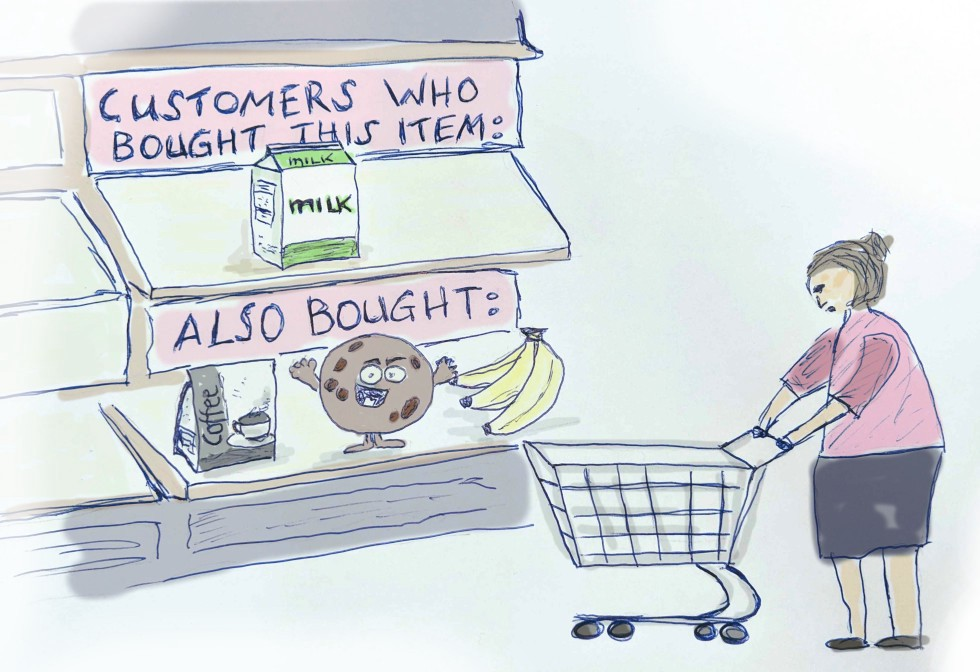 CUSTOMERS WHO
BOUGHT THIS ITEM:
MILK
MILK
ALSO BOUGHT:
Coffee